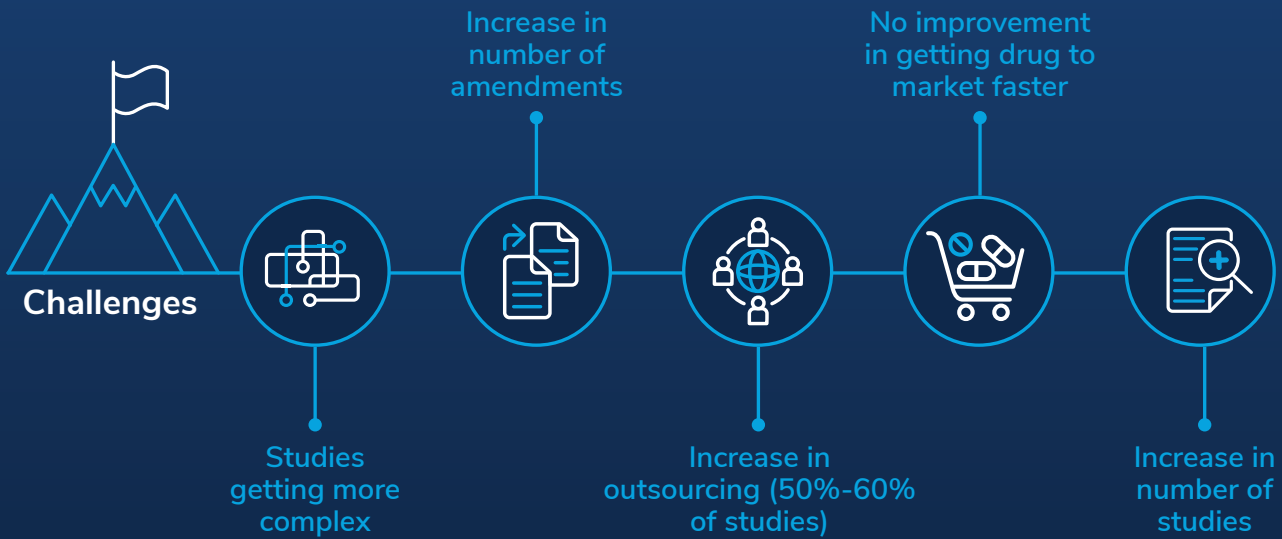 Challenges
Studies
getting more
complex
Increase in
number of
amendments
Increase in
outsourcing (50%-60%
of studies)
No improvement
in getting drug to
market faster
Increase in
number of
studies